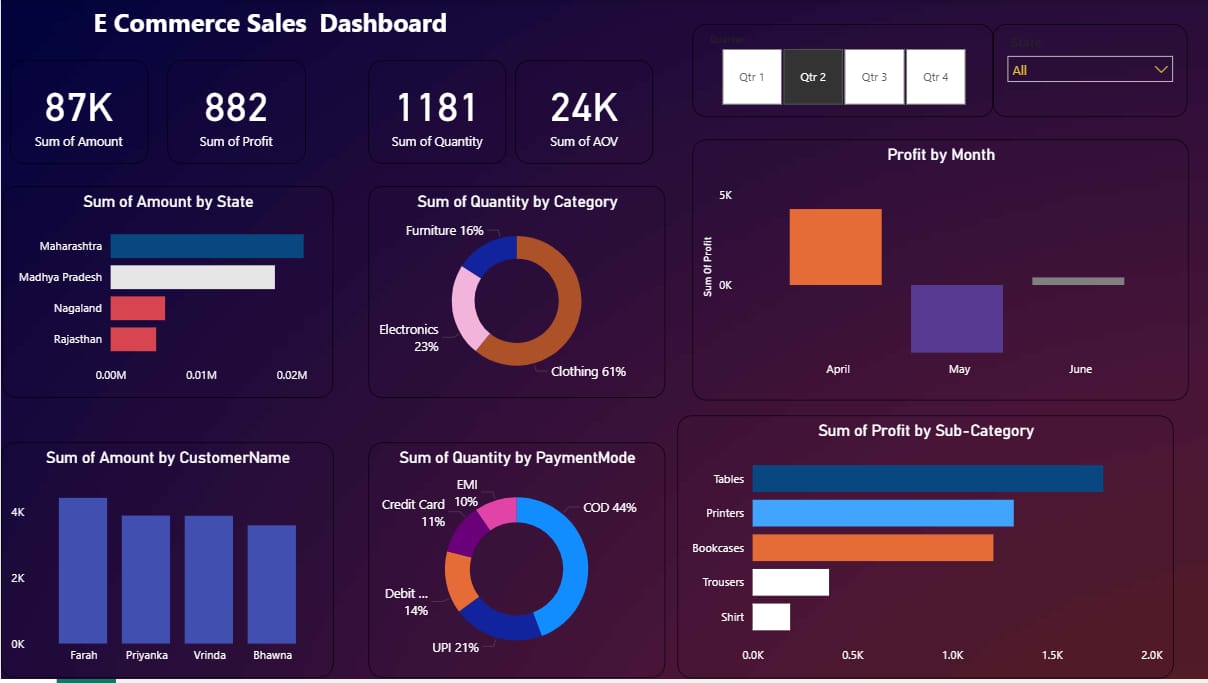 E Commerce Sales  Dashboard
87K
Sum of Amount
882
Sum of Profit
1181
Sum of Quantity
24K
Sum of AOV
Quarter
Qtr 1
Qtr 2
Qtr 3
Qtr 4
State
All
Sum of Amount by State
Maharashtra
Madhya Pradesh
Nagaland
Rajasthan
0.00M
0.01M
0.02M
Sum of Quantity by Category
Furniture 16%
Electronics
23%
Clothing 61%
Profit by Month
Sum Of Profit
5K
0K
April
May
June
Sum of Amount by CustomerName
4K
2K
0K
Farah
Priyanka
Vrinda
Bhawna
Sum of Quantity by PaymentMode
EMI
10%
Credit Card
11%
COD 44%
Debit ...
14%
UPI 21%
Sum of Profit by Sub-Category
Tables
Printers
Bookcases
Trousers
Shirt
0.0K
0.5K
1.0K
1.5K
2.0K